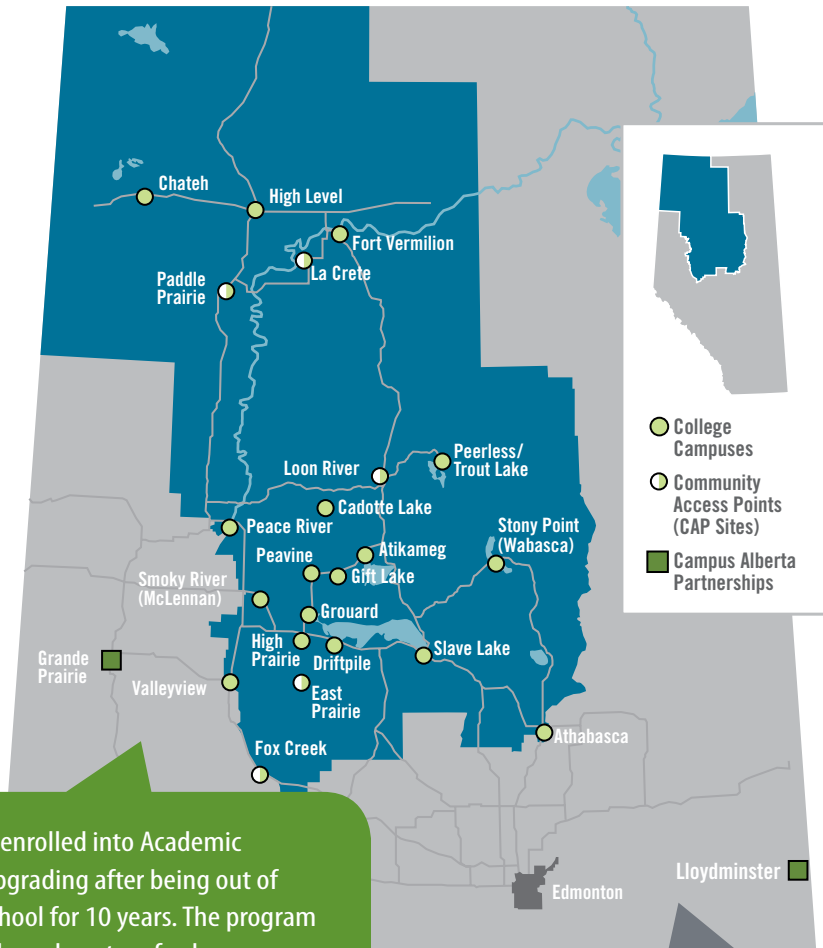 Chateh
High Level
Fort Vermilion
La Crete
Paddle
Prairie
Loon River
Peerless/
Trout Lake
Cadotte Lake
Peace River
Stony Point
(Wabasca)
Peavine
Atikameg
Gift Lake
Smoky River
(McLennan)
Grouard
High
Prairie
Driftpile
Slave Lake
Grande
Prairie
Valleyview
East
Prairie
Athabasca
Fox Creek
Edmonton
Lloydminster
College
Campuses
Community
Access Points
(CAP Sites)
Campus Alberta
Partnerships
enrolled into Academic
pgrading after being out of
hool for 10 years. The program